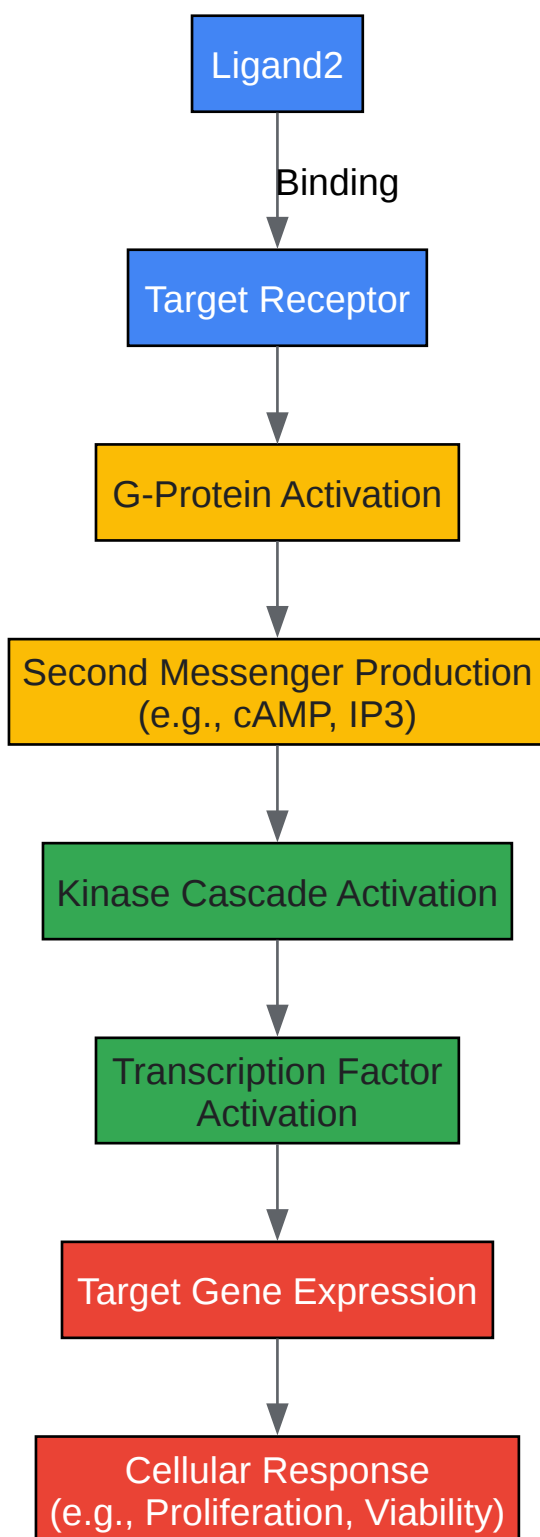 Ligand2
Binding
Target Receptor
G-Protein Activation
Second Messenger Production
(e.g., cAMP, IP3)
Kinase Cascade Activation
Transcription Factor
Activation
Target Gene Expression
Cellular Response
(e.g., Proliferation, Viability)